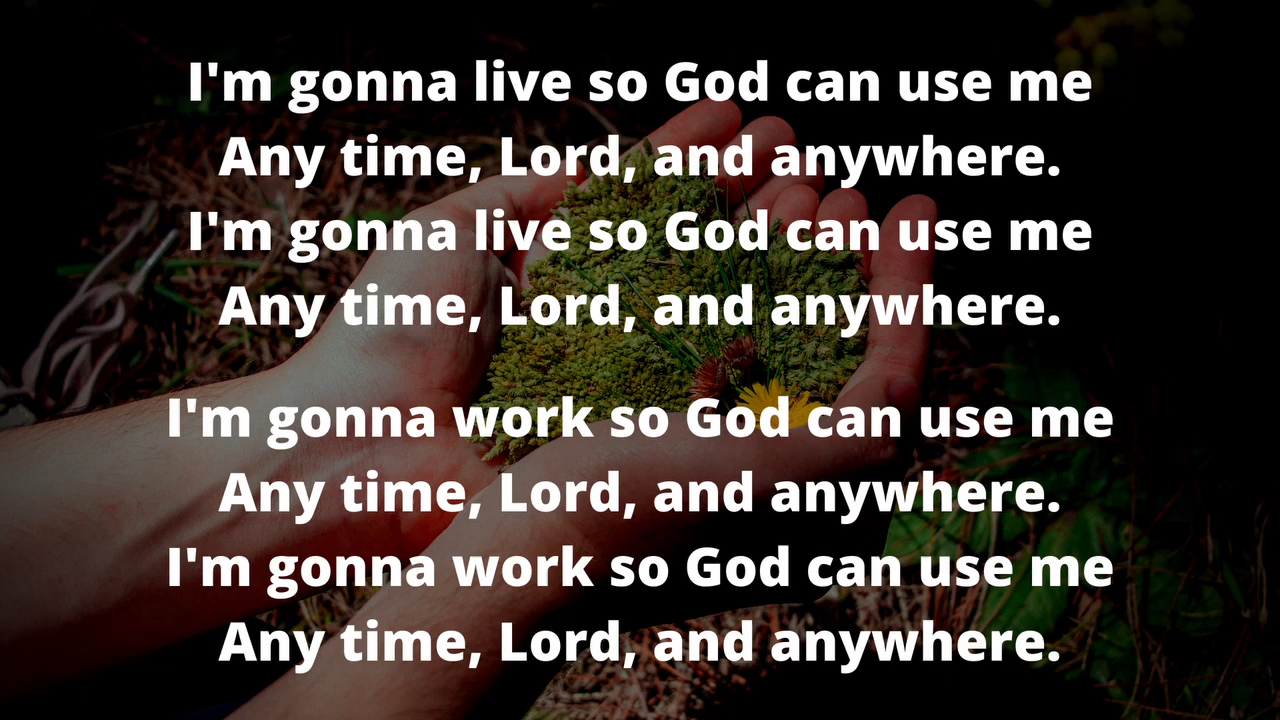 I'm gonna live so God can use me
Any time, Lord, and anywhere.
I'm gonna live so God can use me
Any time, Lord, and anywhere.
I'm gonna work so God can use me
Any time, Lord, and anywhere.
I'm gonna work so God can use me
Any time, Lord, and anywhere.